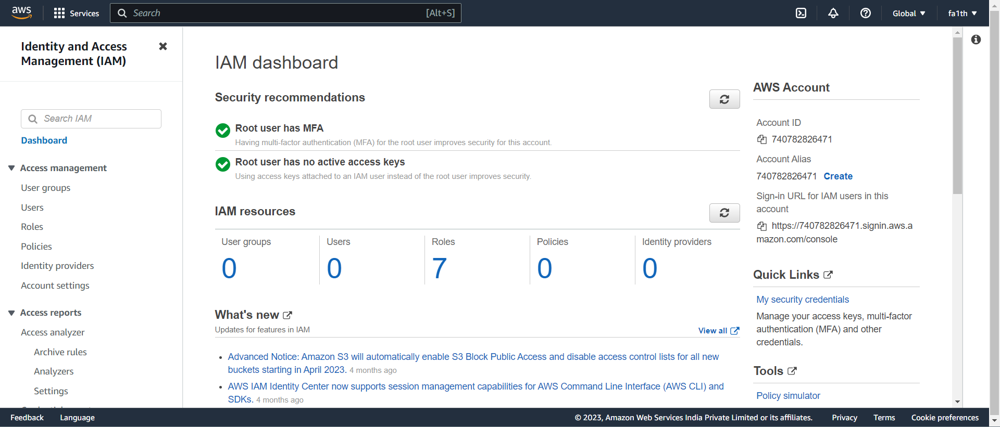 aws
Services
Search
[Alt+S]
Global
fa1th
Identity and Access
Management (IAM)
Search IAM
Dashboard
Access management
User groups
Users
Roles
Policies
Identity providers
Account settings
Access reports
Access analyzer
Archive rules
Analyzers
Settings
IAM dashboard
Security recommendations
Root user has MFA
Having multi-factor authentication (MFA) for the root user improves security for this account.
Root user has no active access keys
Using access keys attached to an IAM user instead of the root user improves security.
IAM resources
User groups
0
Users
0
Roles
7
Policies
0
Identity providers
0
What's new
Updates for features in IAM
View all
Advanced Notice: Amazon S3 will automatically enable S3 Block Public Access and disable access control lists for all new
buckets starting in April 2023. 4 months ago
AWS IAM Identity Center now supports session management capabilities for AWS Command Line Interface (AWS CLI) and
SDKs. 4 months ago
AWS Account
Account ID
740782826471
Account Alias
740782826471 Create
Sign-in URL for IAM users in this
account
https://740782826471.signin.aws.a
mazon.com/console
Quick Links
My security credentials
Manage your access keys, multi-factor
authentication (MFA) and other
credentials.
Tools
Policy simulator
Feedback
Language
© 2023, Amazon Web Services India Private Limited or its affiliates.
Privacy
Terms
Cookie preferences